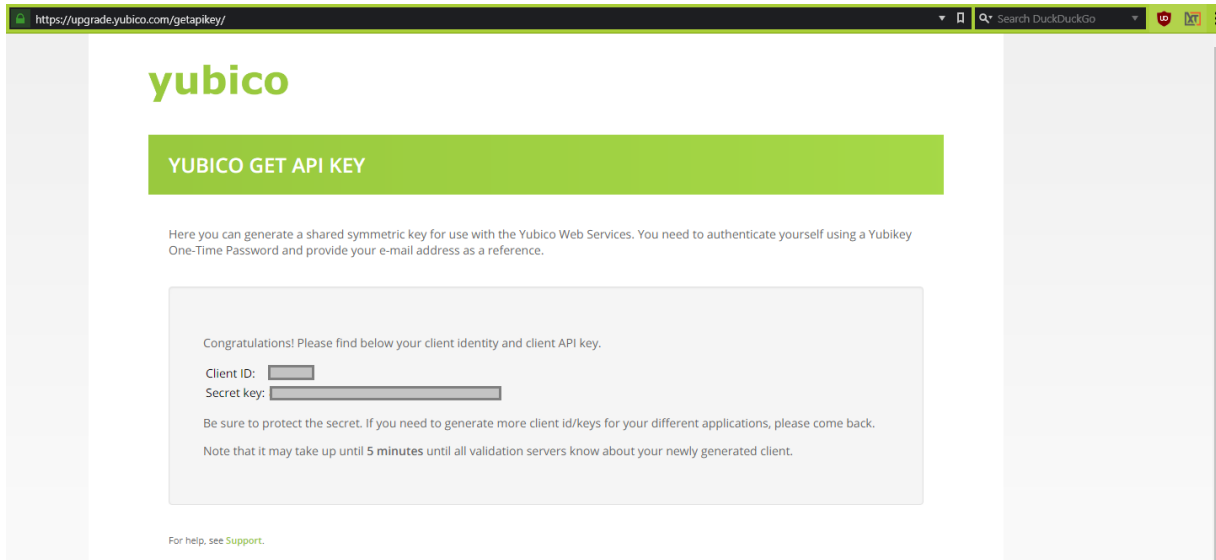 https://upgrade.yubico.com/getapikey/
Search DuckDuckGo
yubico
YUBICO GET API KEY
Here you can generate a shared symmetric key for use with the Yubico Web Services. You need to authenticate yourself using a Yubikey
One-Time Password and provide your e-mail address as a reference.
Congratulations! Please find below your client identity and client API key.
Client ID:
Secret key:
Be sure to protect the secret. If you need to generate more client id/keys for your different applications, please come back.
Note that it may take up until 5 minutes until all validation servers know about your newly generated client.
For help, see Support.